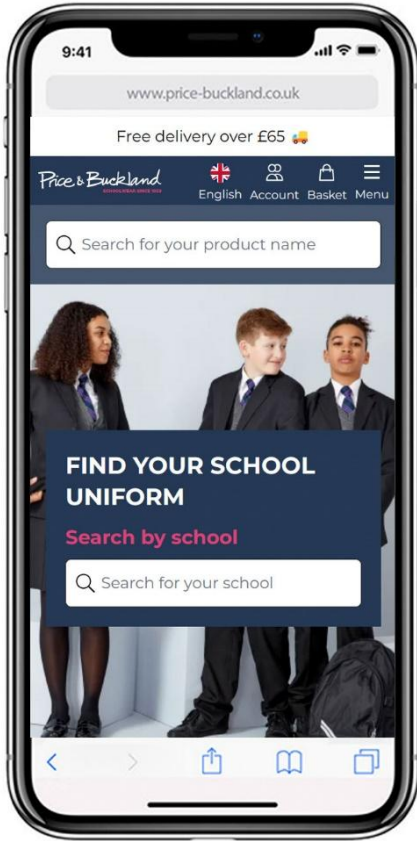 9:41
www.price-buckland.co.uk
Free delivery over £65
Price & Buckland
English Account Basket Menu
Search for your product name
FIND YOUR SCHOOL
UNIFORM
Search by school
Search for your school